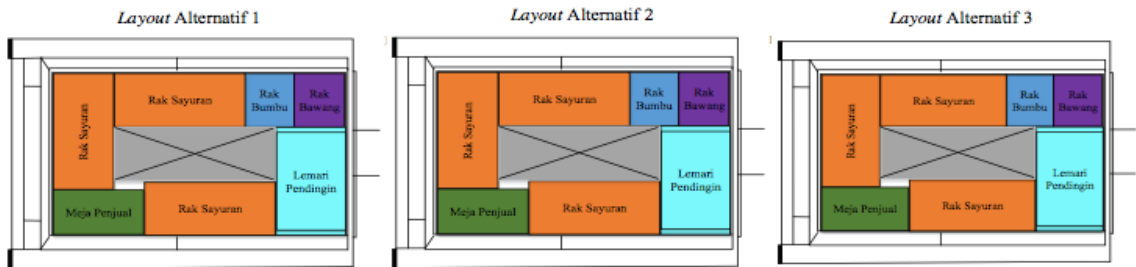 Layout Alternatif 1
Rak Sayuran
Rak Sayuran
Rak
Bumbu
Rak
Bawang
Lemari
Pendingin
Meja Penjual
Rak Sayuran
Layout Alternatif 2
Rak Sayuran
Rak Sayuran
Rak
Bumbu
Rak
Bawang
Lemari
Pendingin
Meja Penjual
Rak Sayuran
Layout Alternatif 3
Rak Sayuran
Rak Sayuran
Rak
Bumbu
Rak
Bawang
Lemari
Pendingin
Meja Penjual
Rak Sayuran